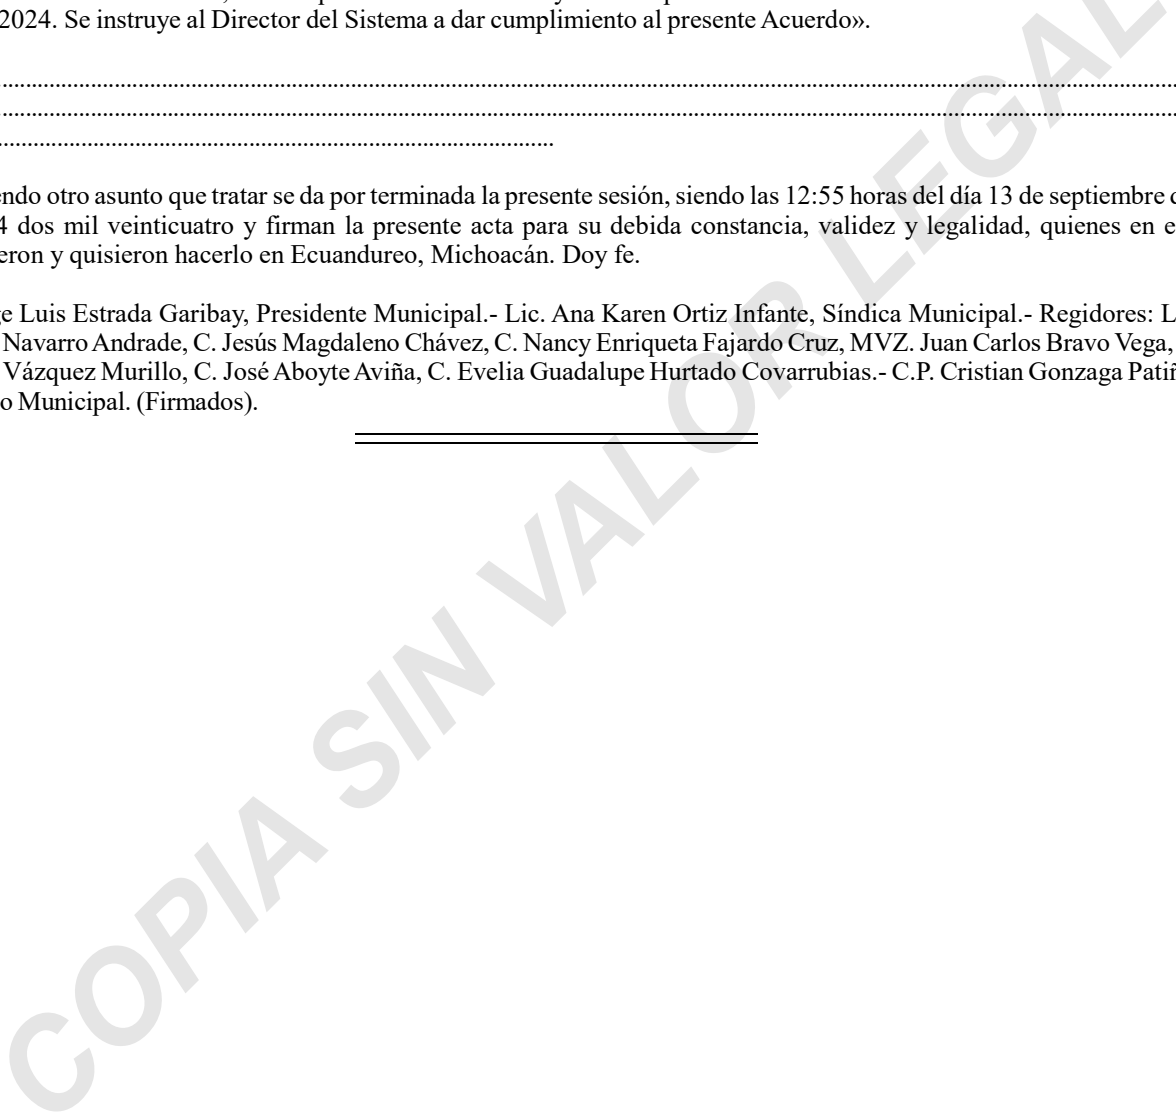 2024. Se instruye al Director del Sistema a dar cumplimiento al presente Acuerdo».
................................................................................................................................................................................................
................................................................................................................................................................................................
............................................................................................
endo otro asunto que tratar se da por terminada la presente sesión, siendo las 12:55 horas del día 13 de septiembre d
4 dos mil veinticuatro y firman la presente acta para su debida constancia, validez y legalidad, quienes en e
eron y quisieron hacerlo en Ecuandureo, Michoacán. Doy fe.
ge Luis Estrada Garibay, Presidente Municipal.- Lic. Ana Karen Ortiz Infante, Síndica Municipal.- Regidores: L
Navarro Andrade, C. Jesús Magdaleno Chávez, C. Nancy Enriqueta Fajardo Cruz, MVZ. Juan Carlos Bravo Vega,
Vázquez Murillo, C. José Aboyte Aviña, C. Evelia Guadalupe Hurtado Covarrubias.- C.P. Cristian Gonzaga Patiñ
o Municipal. (Firmados).
COPIA SIN VALOR LEGAL